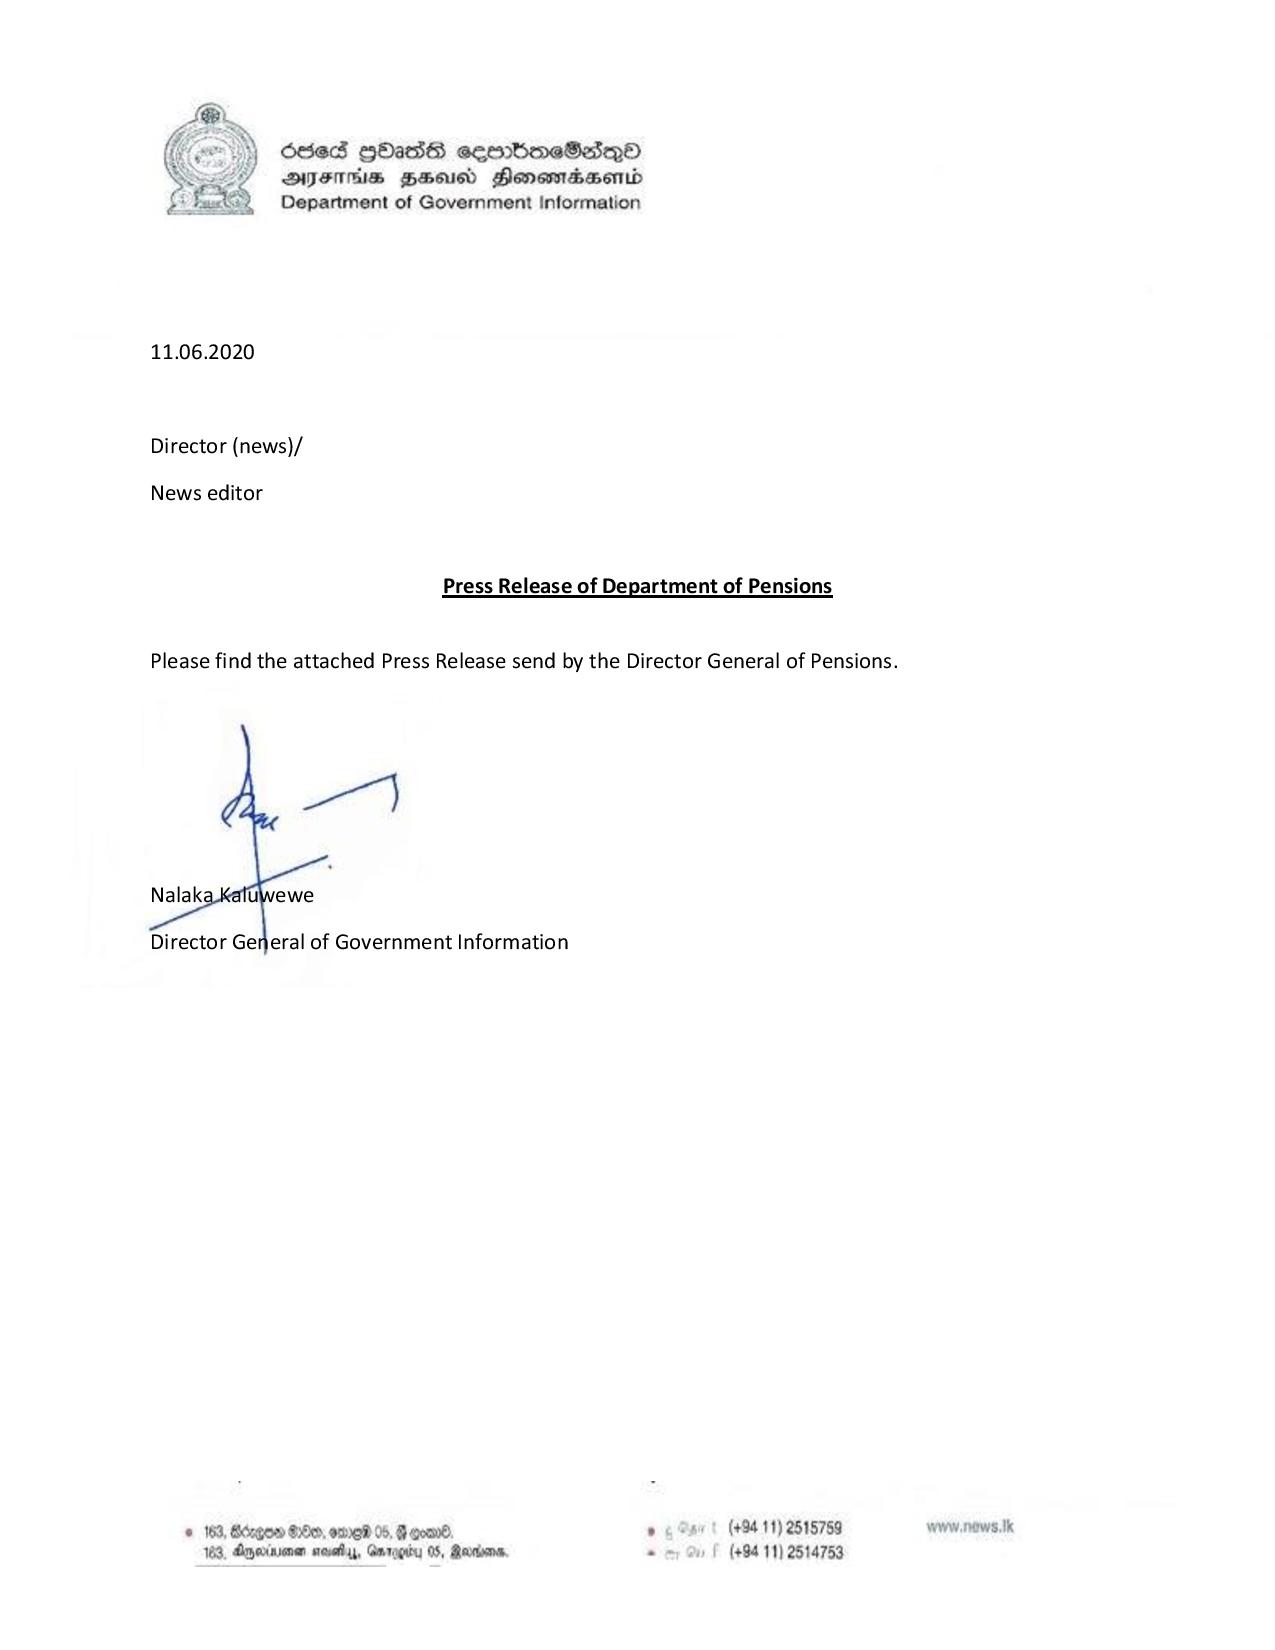 රජයේ ප්‍රවෘත්ති දෙපාර්තමේන්තුව
அரசாங்க தகவல் திணைக்களம்
Department of Government Information
11.06.2020
Director (news)/
News editor
Press Release of Department of Pensions
Please find the attached Press Release send by the Director General of Pensions.
Nalaka Kaluwewe
Director General of Government Information
163, කිරුලපන මාවත, කොළඹ 05, ශ්‍රී ලංකාව.
163, கிருலப்பனை எவனியூ, கொழும்பு 05, இலங்கை.
(+94 11) 2515759
(+94 11) 2514753
www.news.lk